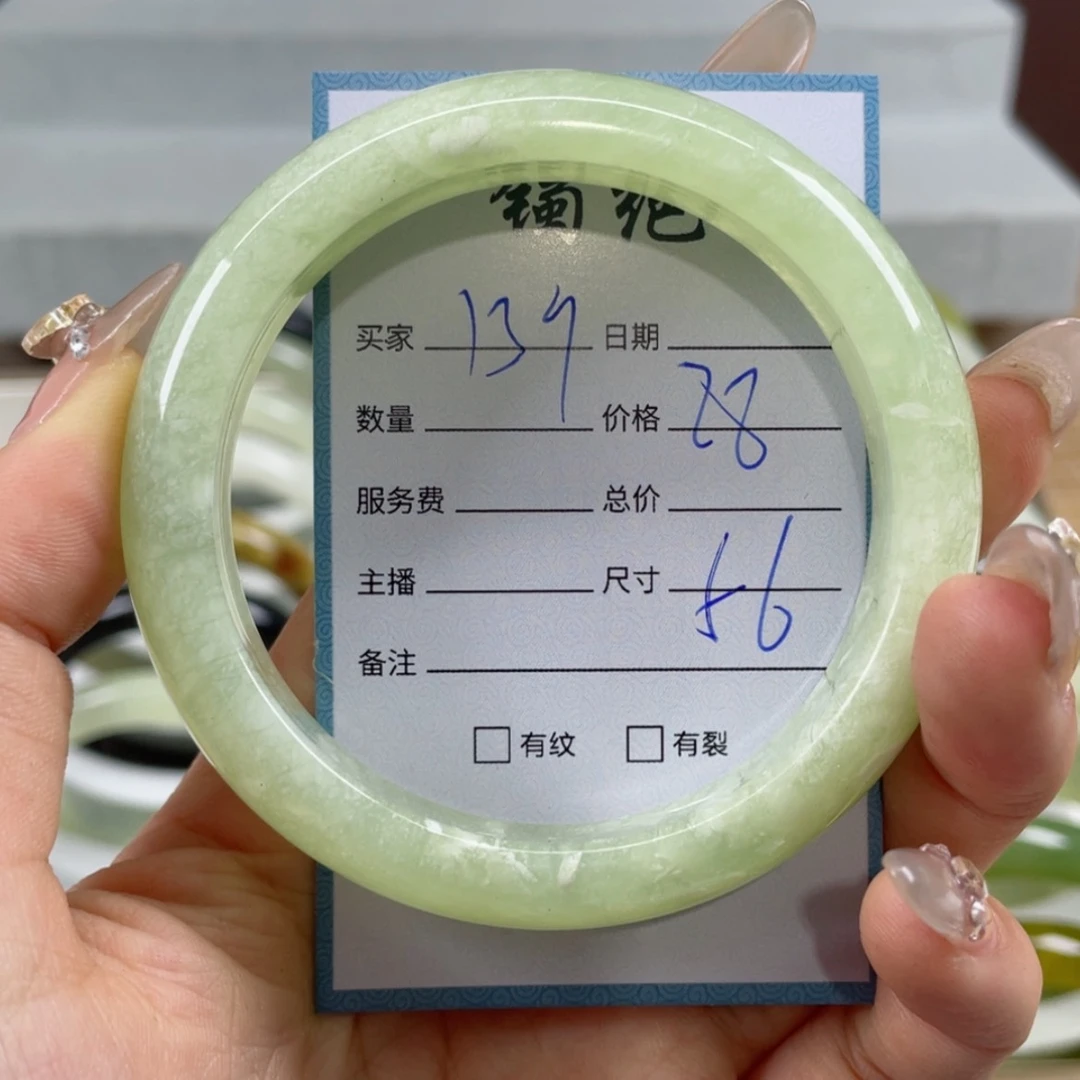 买家 139 日期
数量 价格 28
服务费 总价
主播 尺寸 56
备注
□有纹 □有裂